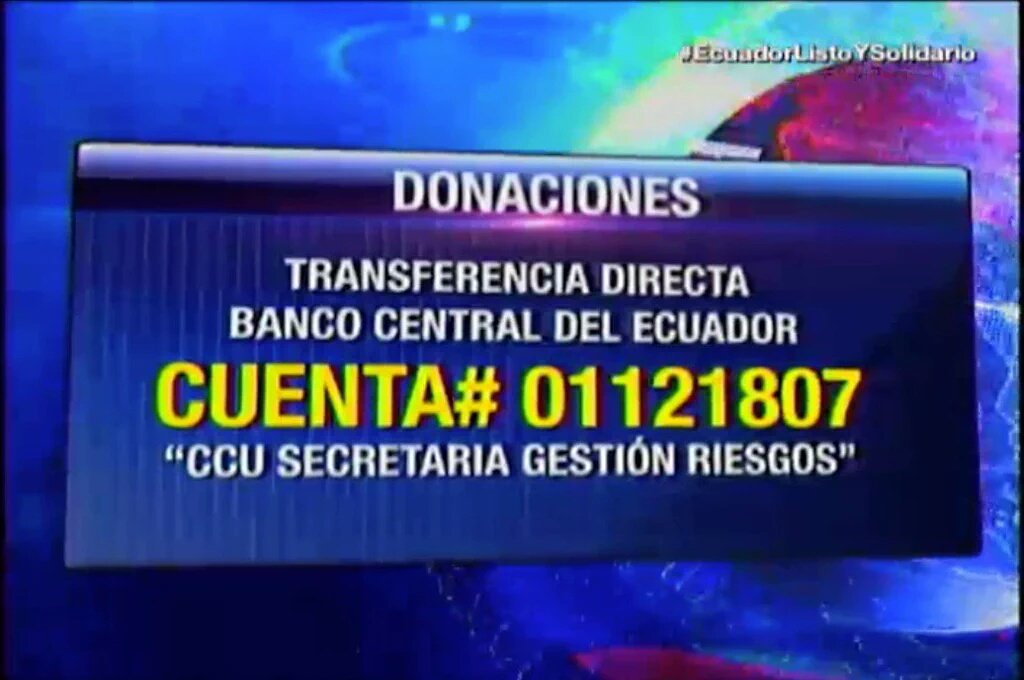 #EcuadorListoYSolidario
DONACIONES
TRANSFERENCIA DIRECTA
BANCO CENTRAL DEL ECUADOR
CUENTA# 01121807
“CCU SECRETARIA GESTIÓN RIESGOS”